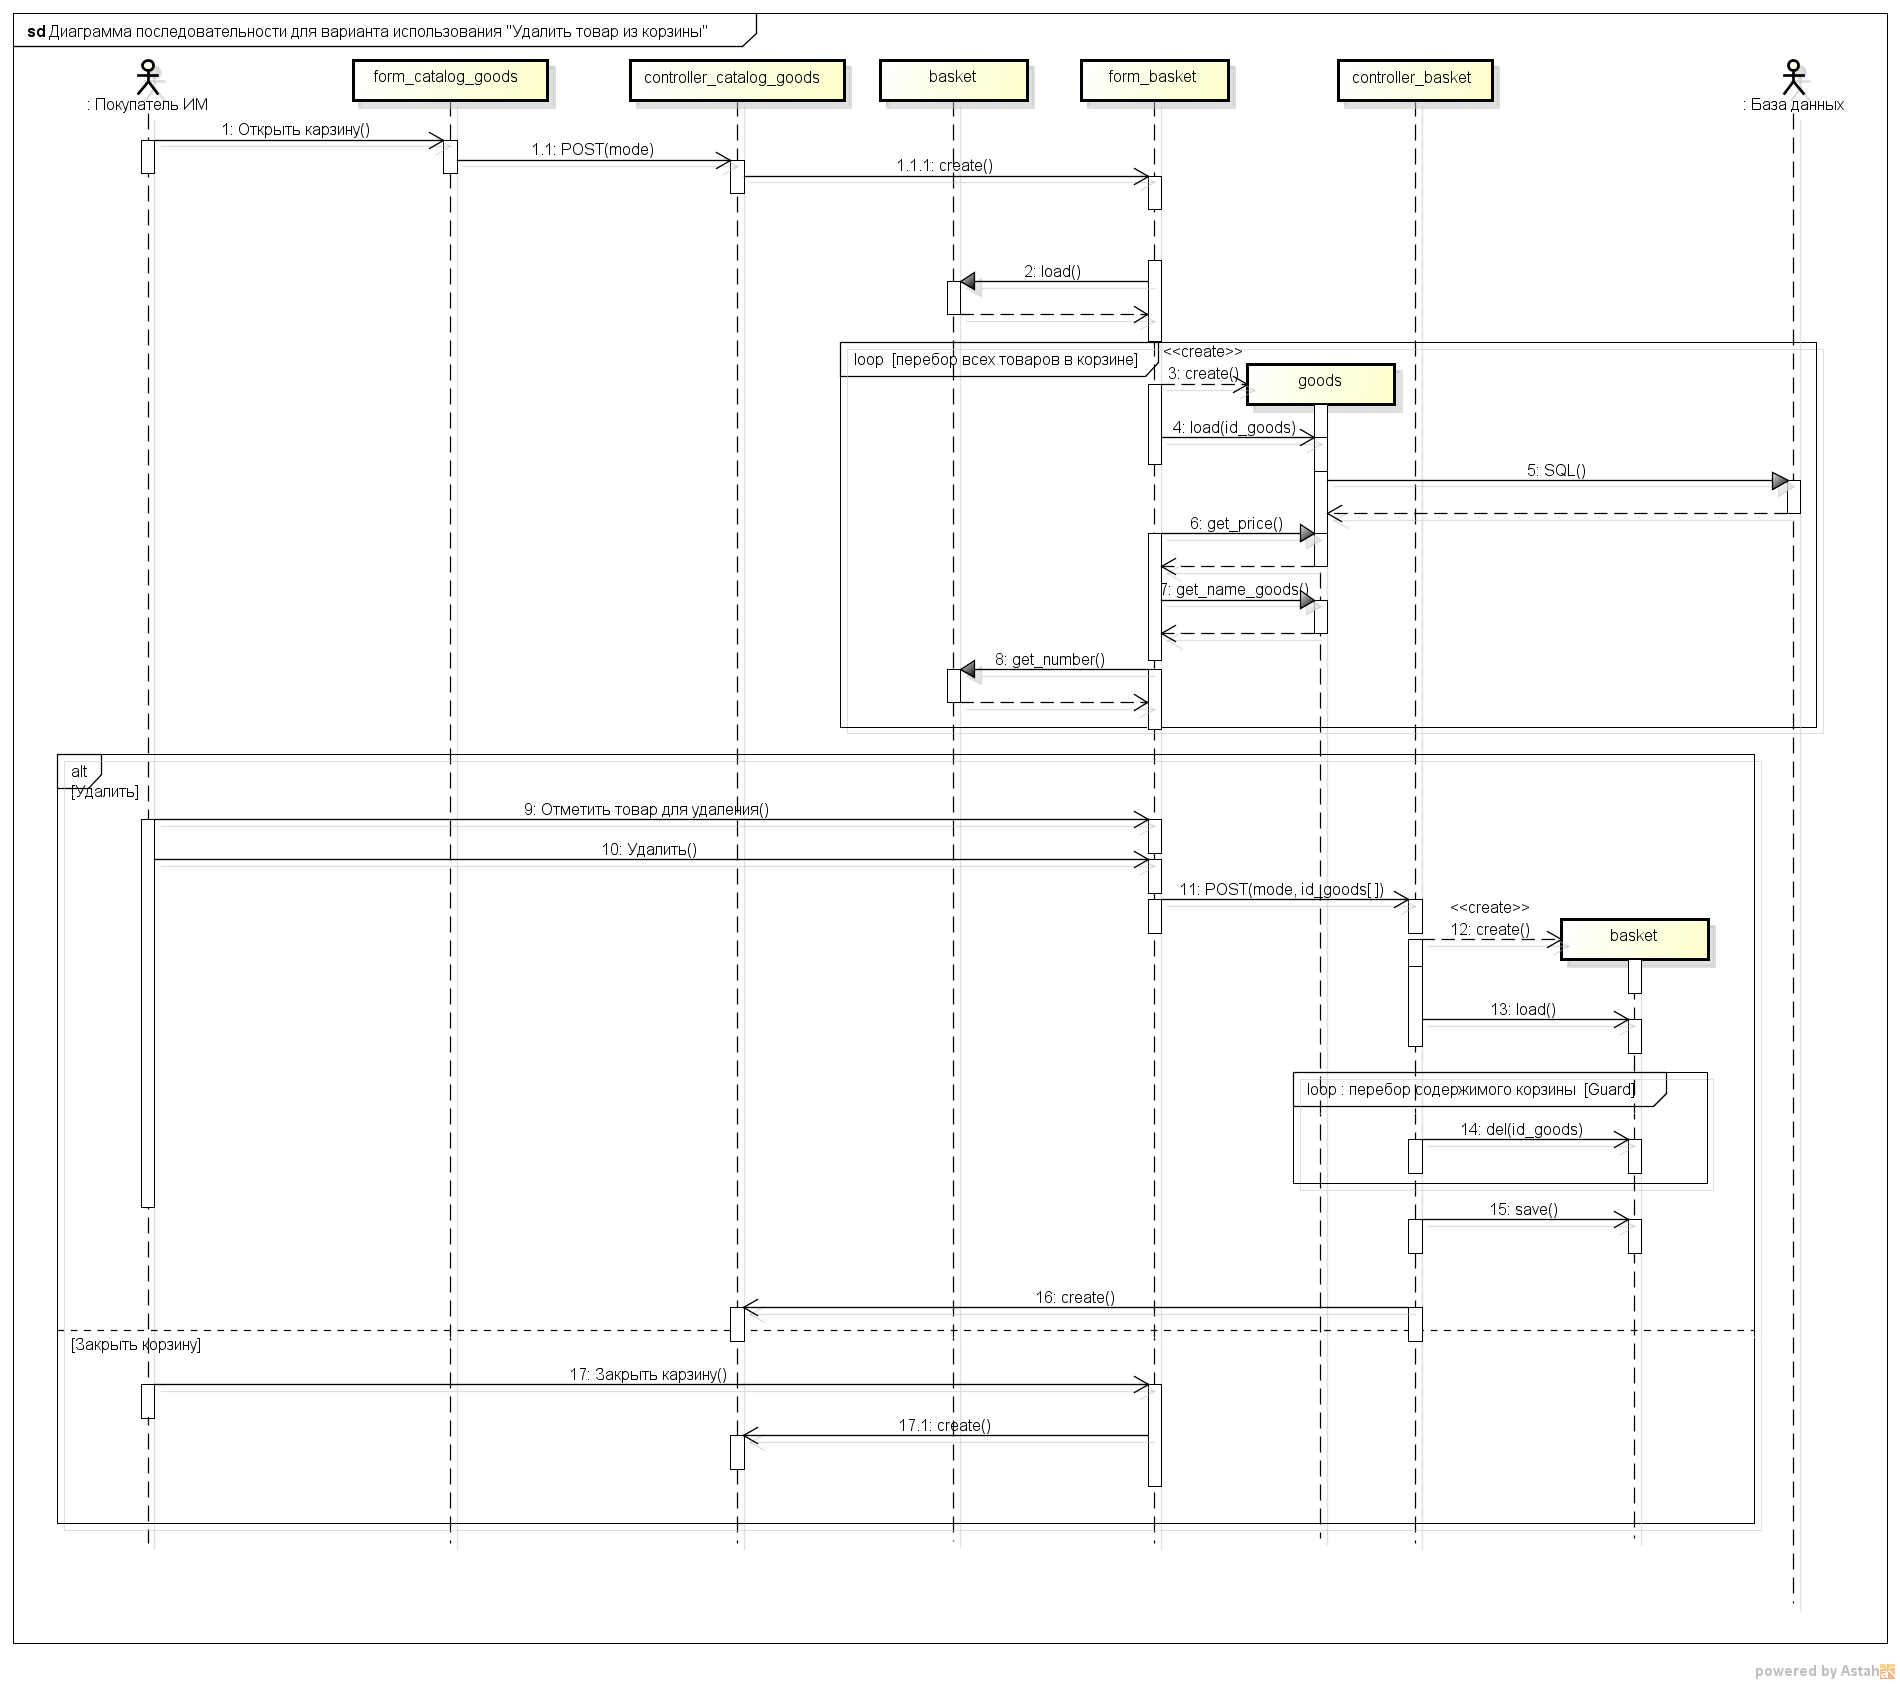 sd Диаграмма последовательности для варианта использования "Удалить товар из корзины"
form_catalog_goods
controller_catalog_goods
basket
form_basket
controller_basket
: Покупатель ИМ
: База данных
1: Открыть карзину()
1.1: POST(mode)
1.1.1: create()
2: load()
loop [перебор всех товаров в корзине]
<<create>>
3: create()
goods
4: load(id_goods)
5: SQL()
6: get_price()
7: get_name_goods()
8: get_number()
alt
[Удалить]
9: Отметить товар для удаления()
10: Удалить()
11: POST(mode, id_goods[ ])
<<create>>
12: create()
basket
13: load()
loop : перебор содержимого корзины [Guard]
14: del(id_goods)
15: save()
16: create()
[Закрыть корзину]
17: Закрыть карзину()
17.1: create()
powered by Astah